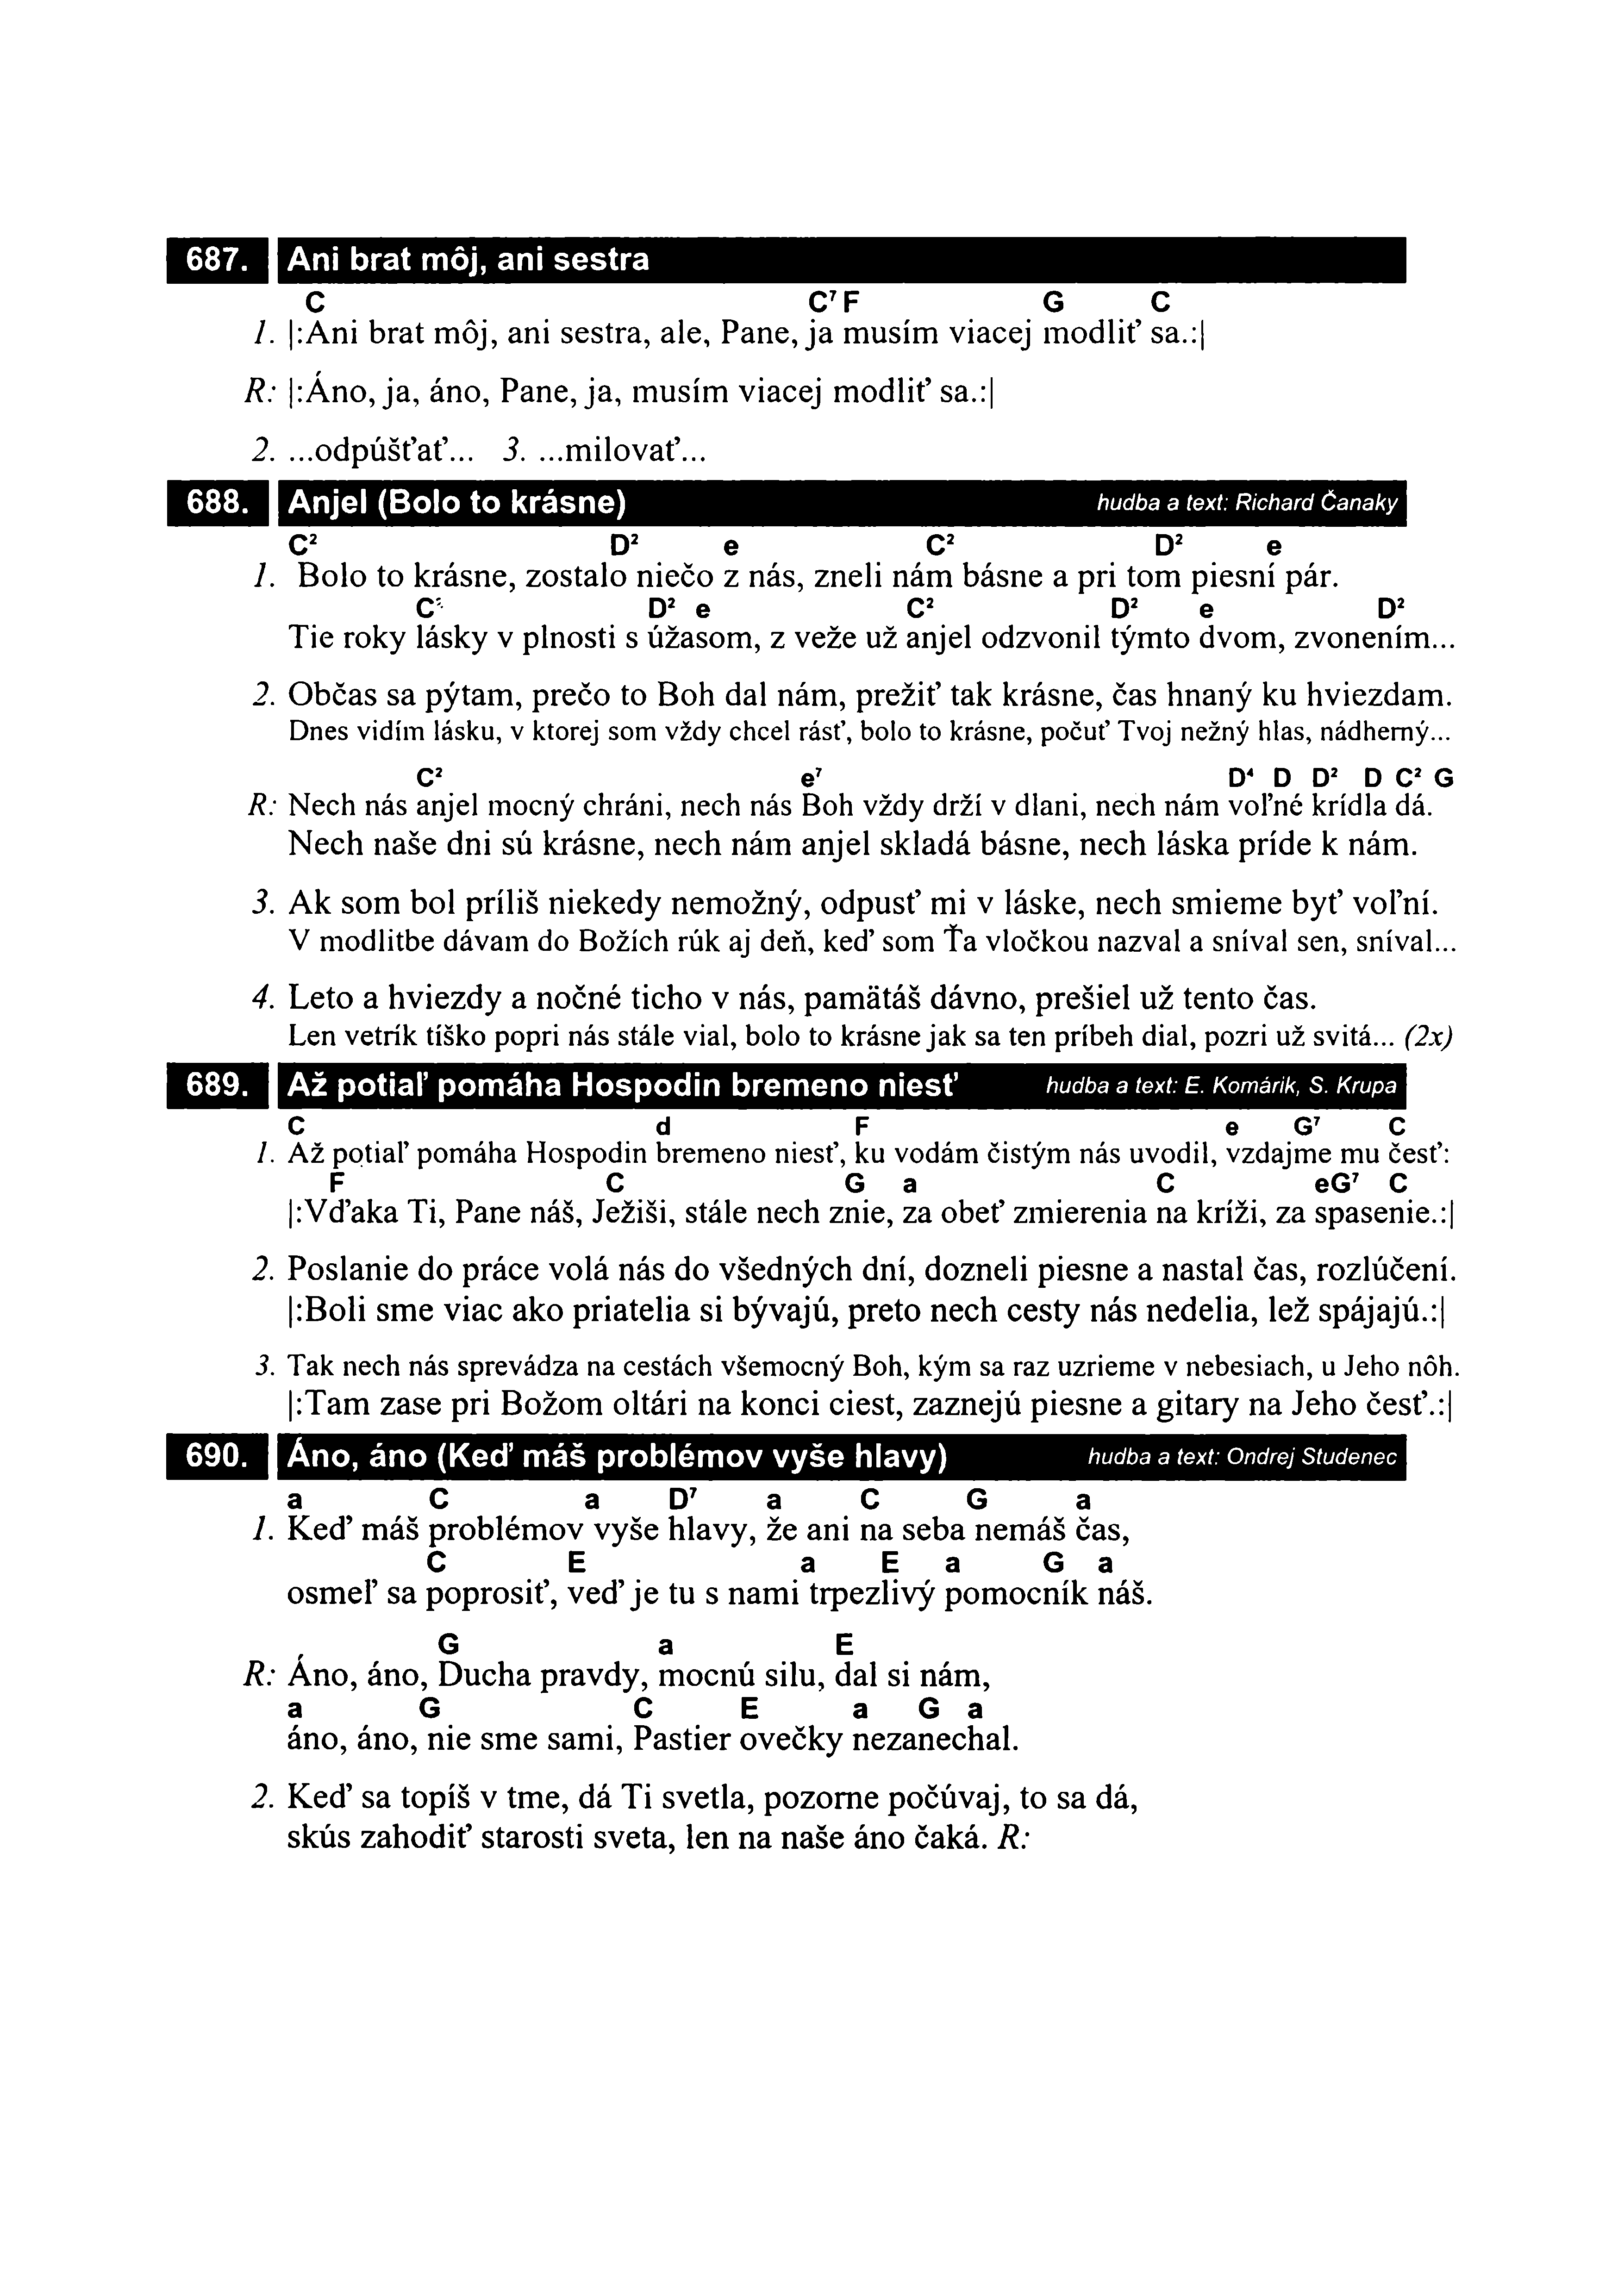 687. Ani brat môj, ani sestra
C C⁷ F G C
1. |:Ani brat môj, ani sestra, ale, Pane, ja musím viacej modliť sa.:|
R: |:Áno, ja, áno, Pane, ja, musím viacej modliť sa.:|
2. ...odpúšťať... 3. ...milovať...
688. Anjel (Bolo to krásne) hudba a text: Richard Čanaky
C² D² e C² D² e
1. Bolo to krásne, zostalo niečo z nás, zneli nám básne a pri tom piesní pár.
C² D² e C² D² e D²
Tie roky lásky v plnosti s úžasom, z veže už anjel odzvonil týmto dvom, zvonením...
2. Občas sa pýtam, prečo to Boh dal nám, prežiť tak krásne, čas hnaný ku hviezdam.
Dnes vidím lásku, v ktorej som vždy chcel rásť, bolo to krásne, počuť Tvoj nežný hlas, nádherný...
C² e⁷ D⁴ D D² D C² G
R: Nech nás anjel mocný chráni, nech nás Boh vždy drží v dlani, nech nám voľné krídla dá.
Nech naše dni sú krásne, nech nám anjel skladá básne, nech láska príde k nám.
3. Ak som bol príliš niekedy nemožný, odpusť mi v láske, nech smieme byť voľní.
V modlitbe dávam do Božích rúk aj deň, keď som Ťa vločkou nazval a sníval sen, sníval...
4. Leto a hviezdy a nočné ticho v nás, pamätáš dávno, prešiel už tento čas.
Len vetrík tíško popri nás stále vial, bolo to krásne jak sa ten príbeh dial, pozri už svitá... (2x)
689. Až potiaľ pomáha Hospodin bremeno niesť hudba a text: E. Komárik, S. Krupa
C d F e G⁷ C
1. Až potiaľ pomáha Hospodin bremeno niesť, ku vodám čistým nás uvodil, vzdajme mu česť:
F C G a C eG⁷ C
|:Vďaka Ti, Pane náš, Ježiši, stále nech znie, za obeť zmierenia na kríži, za spasenie.:|
2. Poslanie do práce volá nás do všedných dní, dozneli piesne a nastal čas, rozlúčení.
|:Boli sme viac ako priatelia si bývajú, preto nech cesty nás nedelia, lež spájajú.:|
3. Tak nech nás sprevádza na cestách všemocný Boh, kým sa raz uzrieme v nebesiach, u Jeho nôh.
|:Tam zase pri Božom oltári na konci ciest, zaznejú piesne a gitary na Jeho česť.:|
690. Áno, áno (Keď máš problémov vyše hlavy) hudba a text: Ondrej Studenec
a C a D⁷ a C G a
1. Keď máš problémov vyše hlavy, že ani na seba nemáš čas,
C E a E a G a
osmeľ sa poprosiť, veď je tu s nami trpezlivý pomocník náš.
G a E
R: Áno, áno, Ducha pravdy, mocnú silu, dal si nám,
a G C E a G a
áno, áno, nie sme sami, Pastier ovečky nezanechal.
2. Keď sa topíš v tme, dá Ti svetla, pozorne počúvaj, to sa dá,
skús zahodiť starosti sveta, len na naše áno čaká. R: